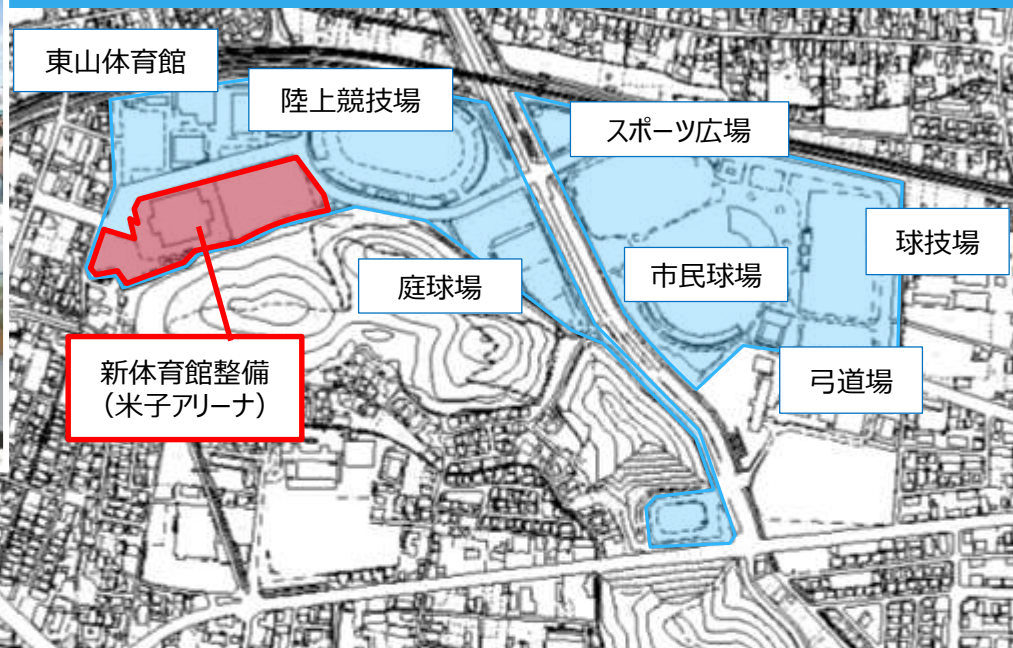 東山体育館
陸上競技場
スポーツ広場
球技場
庭球場
市民球場
新体育館整備
（米子アリーナ）
弓道場